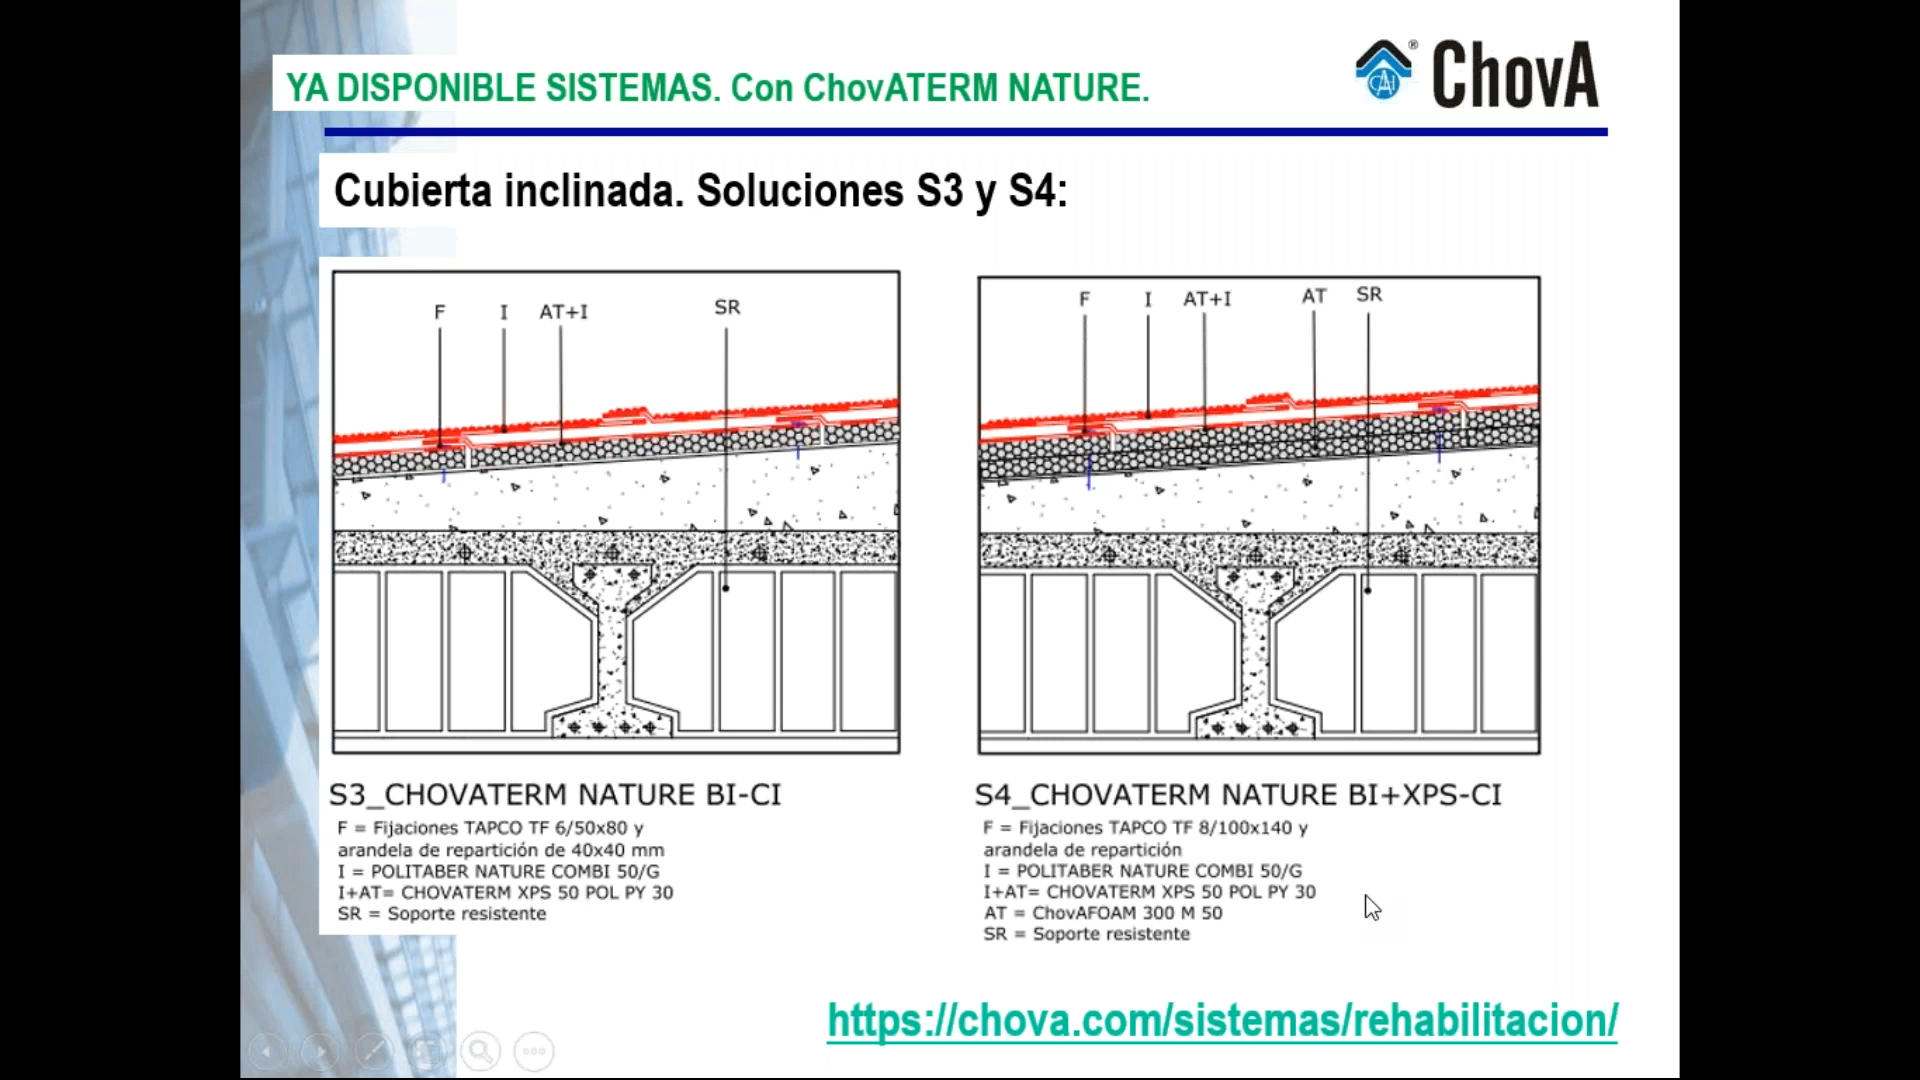 YA DISPONIBLE SISTEMAS. Con ChovATERM NATURE.
CAH ® ChovA
Cubierta inclinada. Soluciones S3 y S4:
F I AT+I SR
F I AT+I AT SR
S3_CHOVATERM NATURE BI-CI
F = Fijaciones TAPCO TF 6/50x80 y
arandela de repartición de 40x40 mm
I = POLITABER NATURE COMBI 50/G
I+AT= CHOVATERM XPS 50 POL PY 30
SR = Soporte resistente
S4_CHOVATERM NATURE BI+XPS-CI
F = Fijaciones TAPCO TF 8/100x140 y
arandela de repartición
I = POLITABER NATURE COMBI 50/G
I+AT= CHOVATERM XPS 50 POL PY 30
AT = ChovAFOAM 300 M 50
SR = Soporte resistente
https://chova.com/sistemas/rehabilitacion/